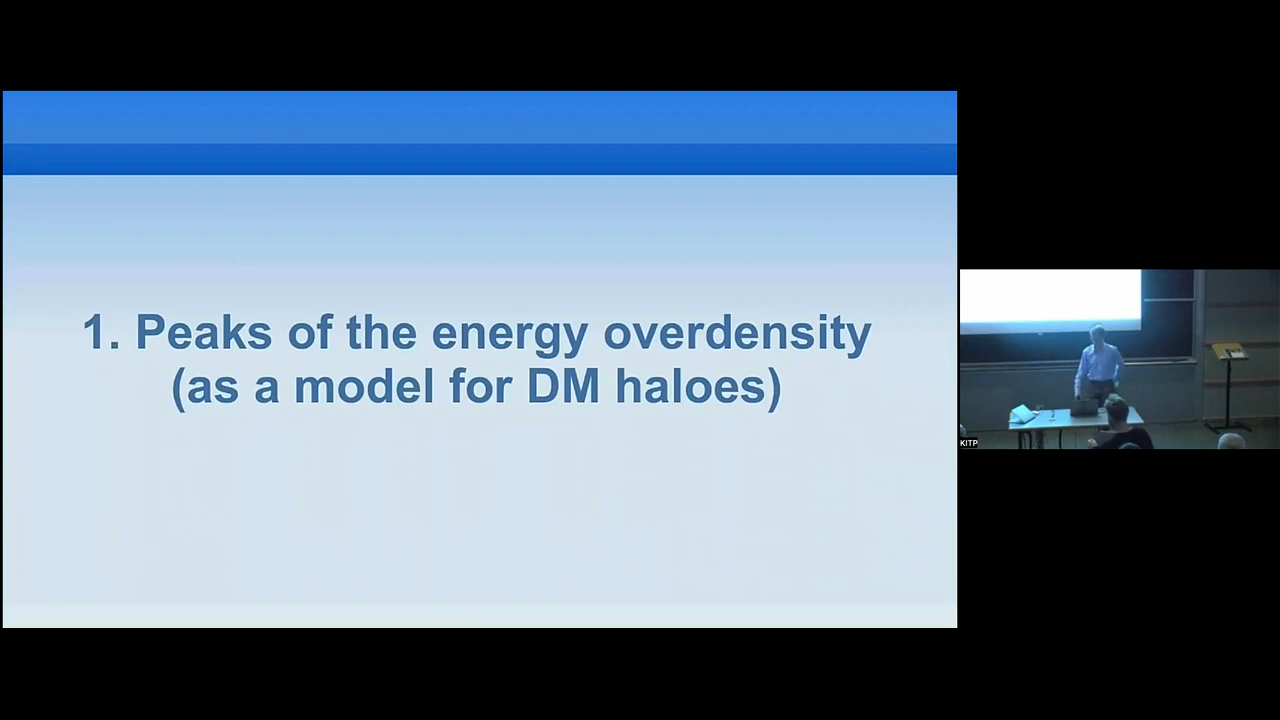 1. Peaks of the energy overdensity
(as a model for DM haloes)
KITP